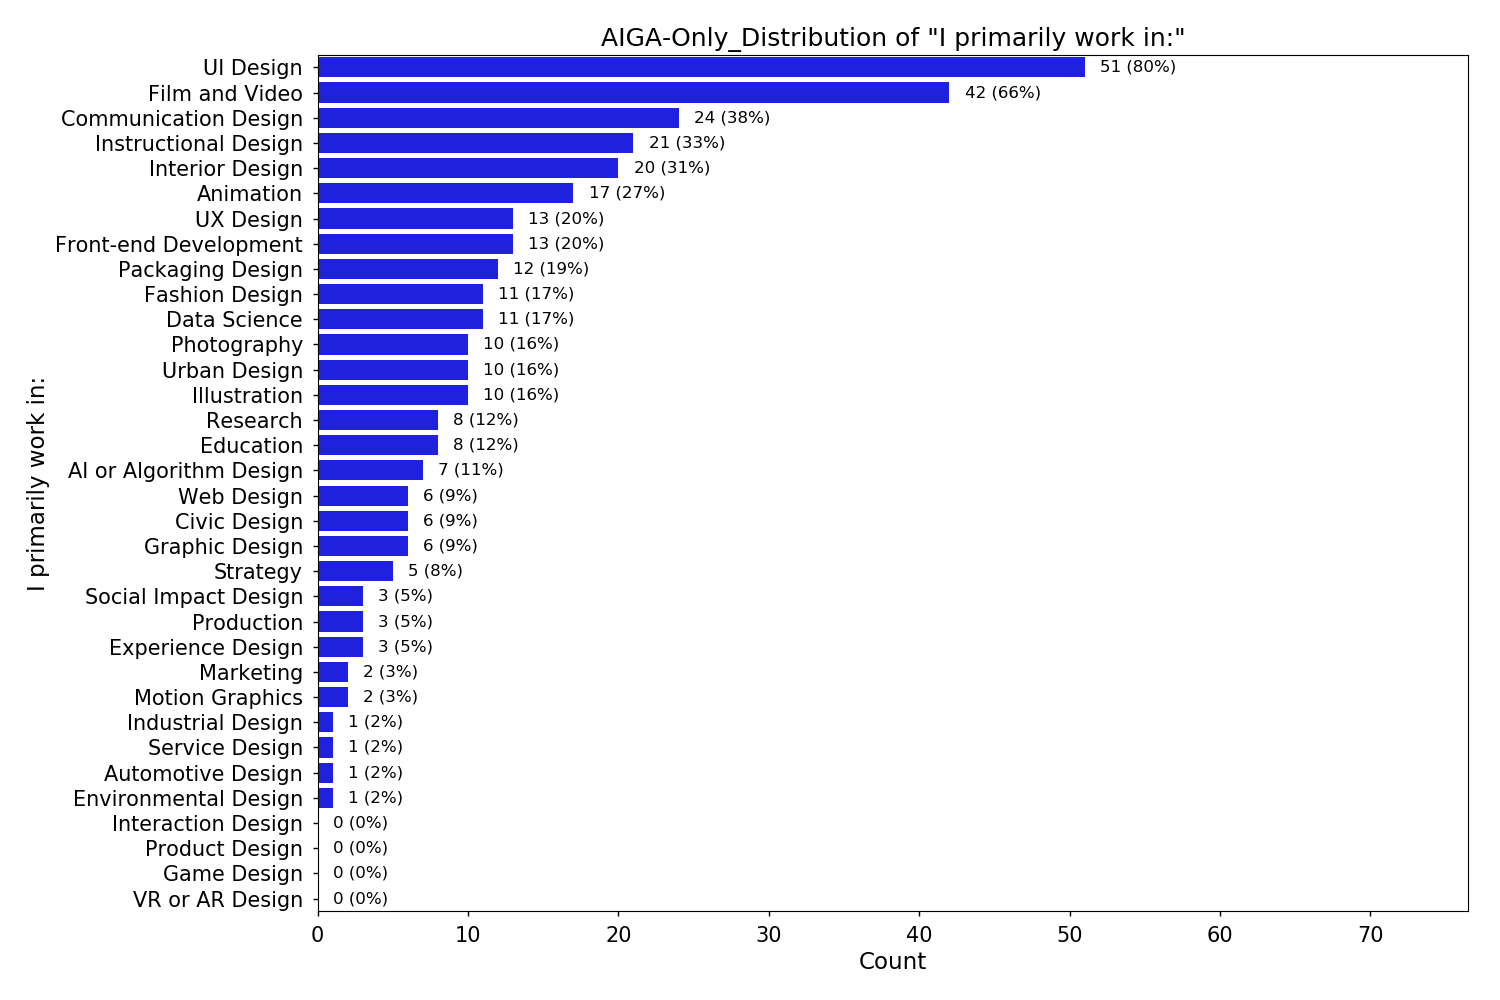 AIGA-Only_Distribution of "I primarily work in:"
UI Design 51 (80%)
Film and Video 42 (66%)
Communication Design 24 (38%)
Instructional Design 21 (33%)
Interior Design 20 (31%)
Animation 17 (27%)
UX Design 13 (20%)
Front-end Development 13 (20%)
Packaging Design 12 (19%)
Fashion Design 11 (17%)
Data Science 11 (17%)
Photography 10 (16%)
Urban Design 10 (16%)
Illustration 10 (16%)
Research 8 (12%)
Education 8 (12%)
AI or Algorithm Design 7 (11%)
Web Design 6 (9%)
Civic Design 6 (9%)
Graphic Design 6 (9%)
Strategy 5 (8%)
Social Impact Design 3 (5%)
Production 3 (5%)
Experience Design 3 (5%)
Marketing 2 (3%)
Motion Graphics 2 (3%)
Industrial Design 1 (2%)
Service Design 1 (2%)
Automotive Design 1 (2%)
Environmental Design 1 (2%)
Interaction Design 0 (0%)
Product Design 0 (0%)
Game Design 0 (0%)
VR or AR Design 0 (0%)
I primarily work in:
0 10 20 30 40 50 60 70
Count